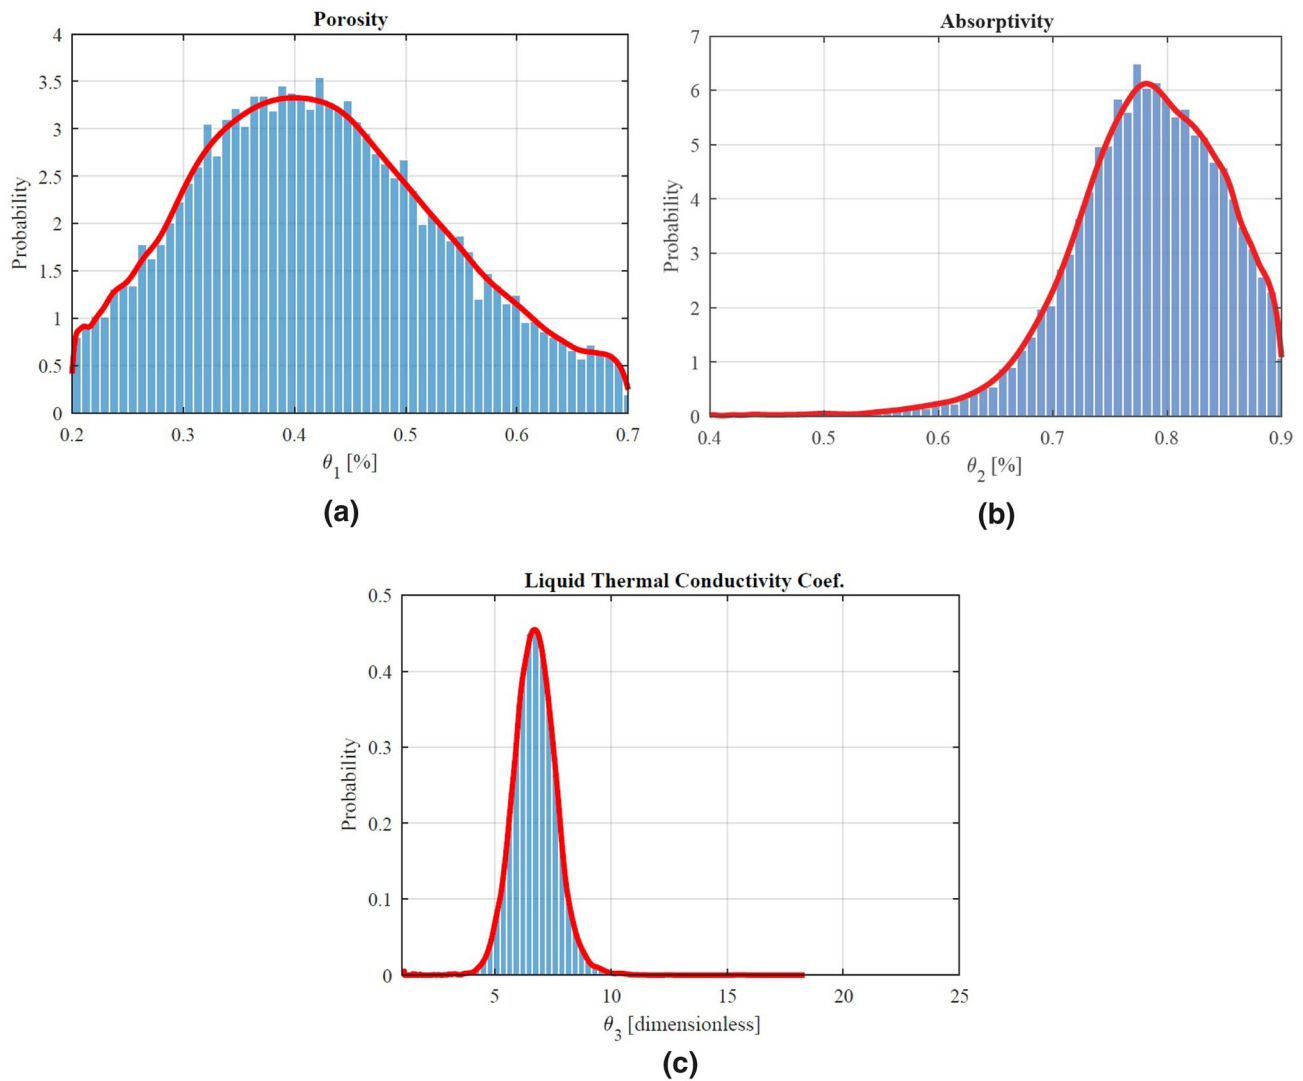 Porosity
4
3.5
3
2.5
2
1.5
1
0.5
0
Probability
0.2 0.3 0.4 0.5 0.6 0.7
θ1 [%]
(a)
Absorptivity
7
6
5
4
3
2
1
0
Probability
0.4 0.5 0.6 0.7 0.8 0.9
θ2 [%]
(b)
Liquid Thermal Conductivity Coef.
0.5
0.4
0.3
0.2
0.1
0
Probability
5 10 15 20 25
θ3 [dimensionless]
(c)